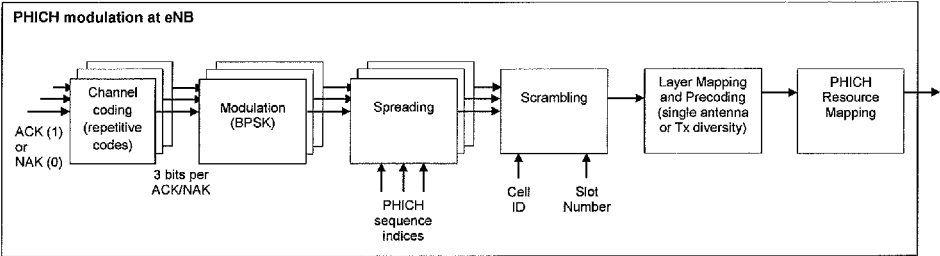 PHICH modulation at eNB
Channel
coding
(repetitive
codes)
ACK (1)
or
NAK (0)
3 bits per
ACK/NAK
Modulation
(BPSK)
Spreading
PHICH
sequence
indices
Scrambling
Cell
ID
Slot
Number
Layer Mapping
and Precoding
(single antenna
or Tx diversity)
PHICH
Resource
Mapping